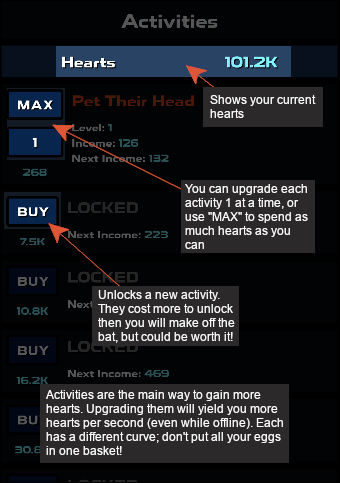 Activities
Hearts 101.2K
MAX Pet Their Head
Shows your current
hearts
1
Level: 1
Income: 126
Next Income: 132
268
You can upgrade each
activity 1 at a time, or
use "MAX" to spend as
much hearts as you
can
BUY LOCKED
7.5K Next Income: 223
BUY LOCKED
Unlocks a new activity.
They cost more to unlock
then you will make off the
bat, but could be worth it!
10.8K
BUY LOCKED
16.2K Next Income: 469
Activities are the main way to gain more
hearts. Upgrading them will yield you more
hearts per second (even while offline). Each
has a different curve; don't put all your eggs
in one basket!